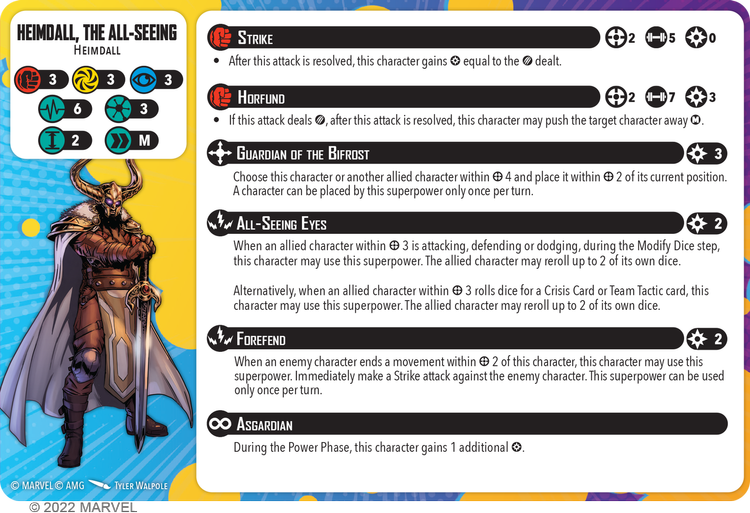 HEIMDALL, THE ALL-SEEING
HEIMDALL
3 3 3
6 3
2 M
STRIKE 2 5 0
• After this attack is resolved, this character gains equal to the dealt.
HORFUND 2 7 3
• If this attack deals , after this attack is resolved, this character may push the target character away M.
GUARDIAN OF THE BIFROST 3
Choose this character or another allied character within 4 and place it within 2 of its current position.
A character can be placed by this superpower only once per turn.
ALL-SEEING EYES 2
When an allied character within 3 is attacking, defending or dodging, during the Modify Dice step,
this character may use this superpower. The allied character may reroll up to 2 of its own dice.
Alternatively, when an allied character within 3 rolls dice for a Crisis Card or Team Tactic card, this
character may use this superpower. The allied character may reroll up to 2 of its own dice.
FOREFEND 2
When an enemy character ends a movement within 2 of this character, this character may use this
superpower. Immediately make a Strike attack against the enemy character. This superpower can be used
only once per turn.
ASGARDIAN
During the Power Phase, this character gains 1 additional .
© MARVEL © AMG TYLER WALPOLE
© 2022 MARVEL